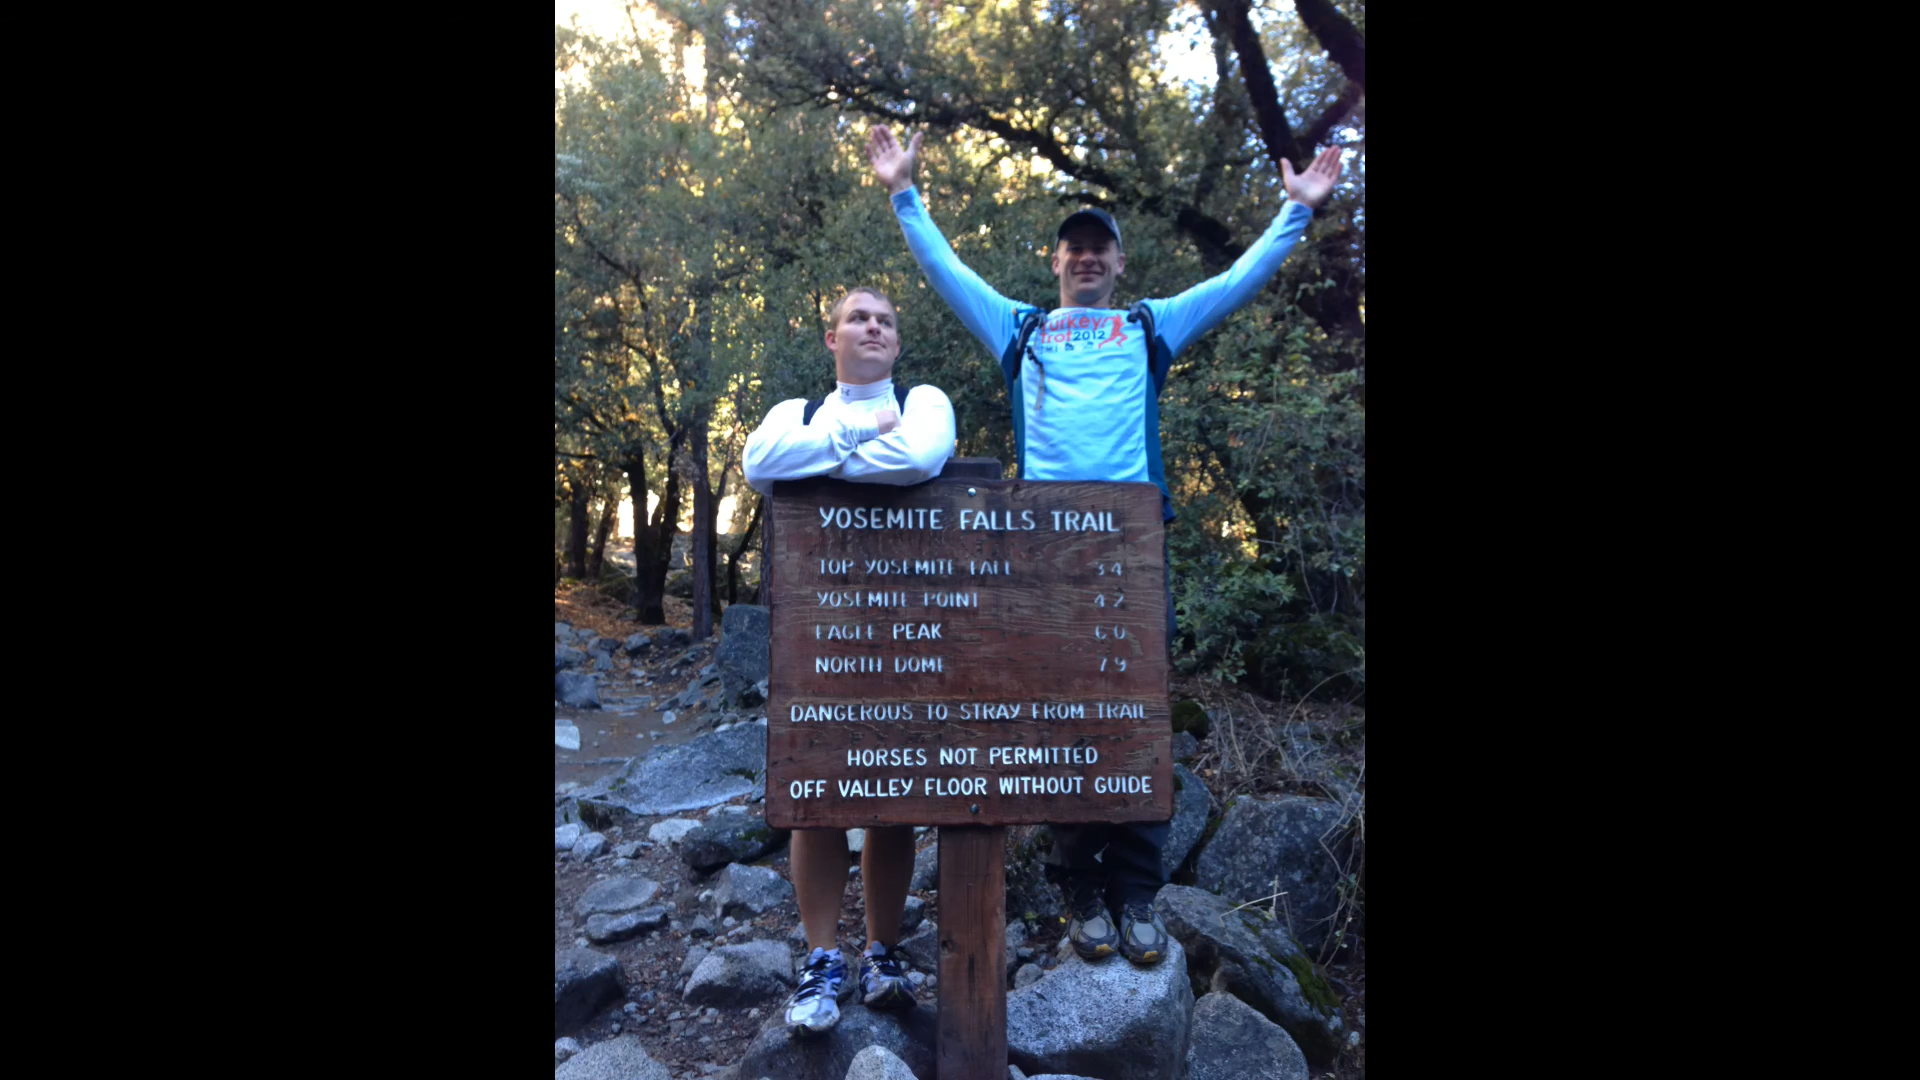 turkey
trot 2012
YOSEMITE FALLS TRAIL
TOP YOSEMITE FALL 3.4
YOSEMITE POINT 4.2
EAGLE PEAK 6.0
NORTH DOME 7.9
DANGEROUS TO STRAY FROM TRAIL
HORSES NOT PERMITTED
OFF VALLEY FLOOR WITHOUT GUIDE